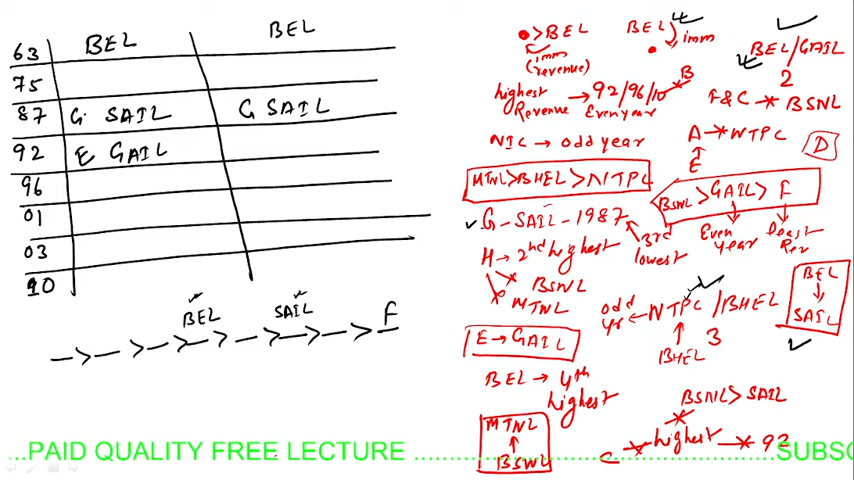 63 BEL BEL
75
87 G SAIL G SAIL
92 E GAIL
96
01
03
10
BEL SAIL F
_ > _ > _ > _ > _ > _ > _ > _
• > BEL
imm
(revenue)
BEL
imm
BEL/GAIL
2
highest
Revenue → 92/96/10 B
Even year
F&C BSNL
NIC → odd year
A NTPC
E
D
MTNL>BHEL>NTPC
BSNL > GAIL > F
G-SAIL-1987
3rd
lowest
Even
year
Least
Rev
H → 2nd highest
BSNL
MTNL
odd
yr ← NTPC/BHEL
BHEL 3
BEL
↓
SAIL
E → GAIL
BEL → 4th
highest
MTNL
↑
BSNL
BSNL > SAIL
C highest 92
PAID QUALITY FREE LECTURE ........................................ SUBSC